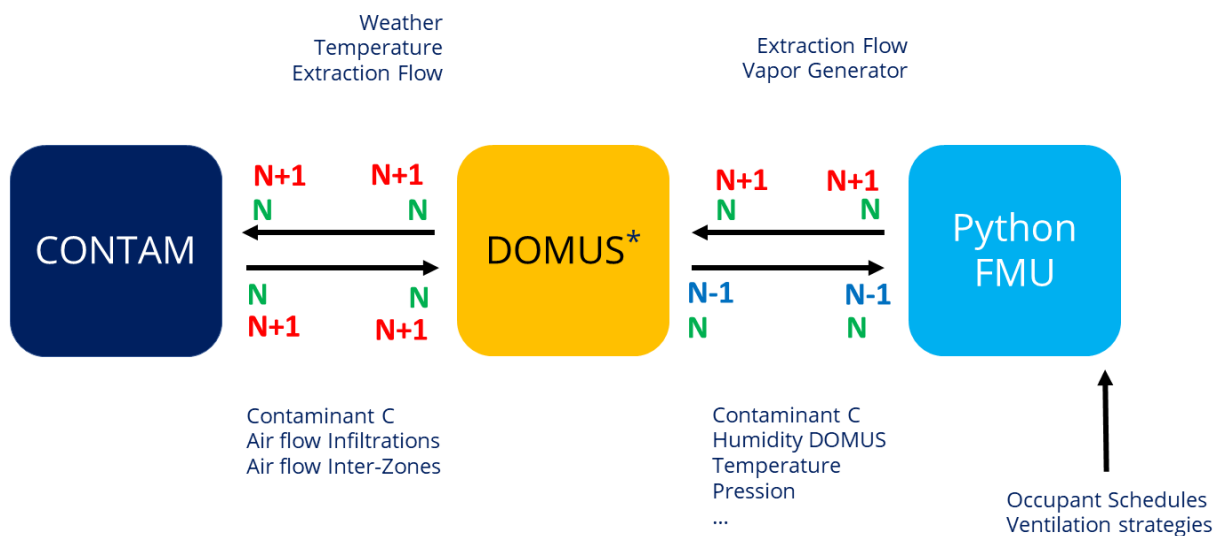 Weather
Temperature
Extraction Flow
Extraction Flow
Vapor Generator
N+1 N+1
N N
N+1 N+1
N N
CONTAM
DOMUS*
Python
FMU
N N
N+1 N+1
N-1 N-1
N N
Contaminant C
Air flow Infiltrations
Air flow Inter-Zones
Contaminant C
Humidity DOMUS
Temperature
Pression
...
Occupant Schedules
Ventilation strategies